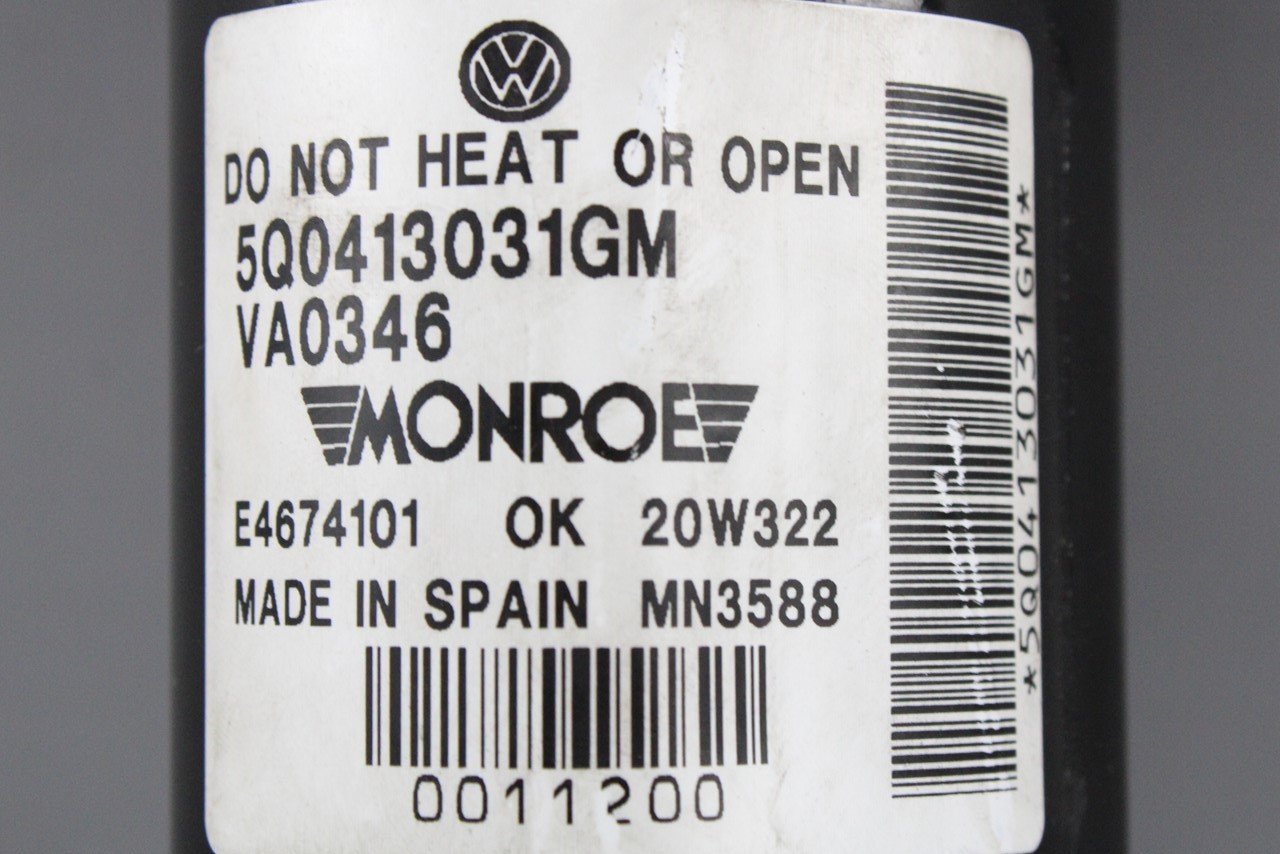 DO NOT HEAT OR OPEN
5Q0413031GM
VA0346
MONROE
E4674101 OK 20W322
MADE IN SPAIN MN3588
0011200
*5Q0413031GM*